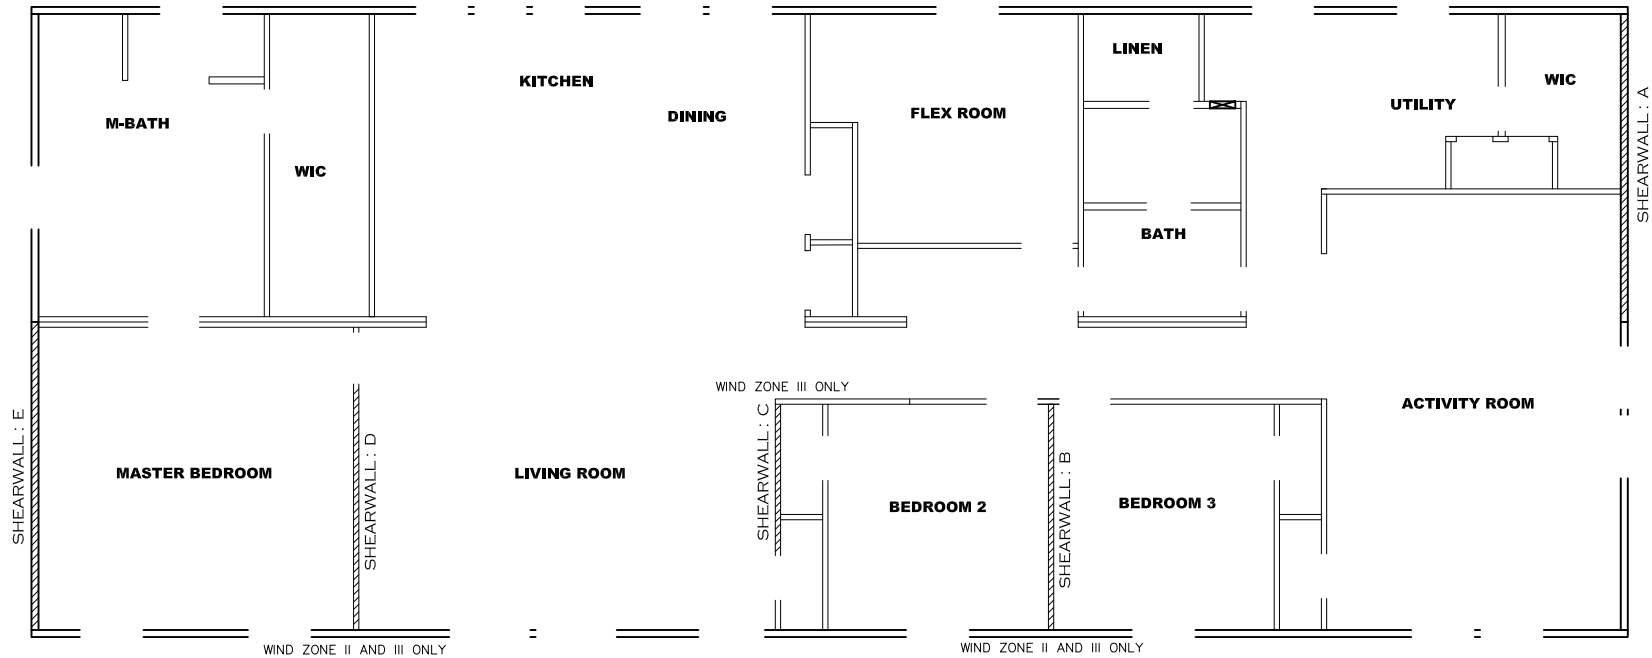 LINEN
KITCHEN
WIC
UTILITY
DINING
FLEX ROOM
M-BATH
WIC
SHEARWALL: A
BATH
WIND ZONE III ONLY
ACTIVITY ROOM
SHEARWALL: E
MASTER BEDROOM
SHEARWALL: D
LIVING ROOM
SHEARWALL: C
BEDROOM 2
SHEARWALL: B
BEDROOM 3
WIND ZONE II AND III ONLY
WIND ZONE II AND III ONLY